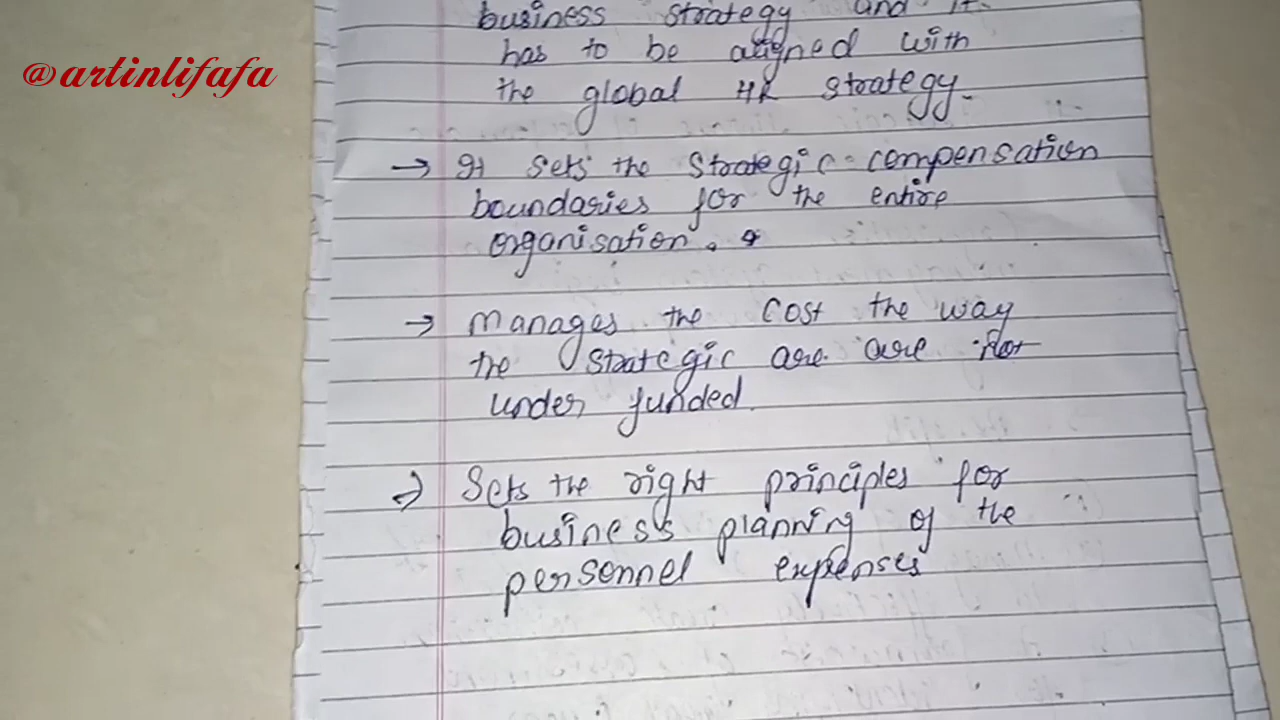 business strategy and it
has to be aligned with
@artinlifafa
the global HR strategy.
→ It sets the Strategic compensation
boundaries for the entire
organisation.
→ Manages the cost the way
the strategic are are not
under funded.
→ Sets the right principles for
business planning of the
personnel expenses